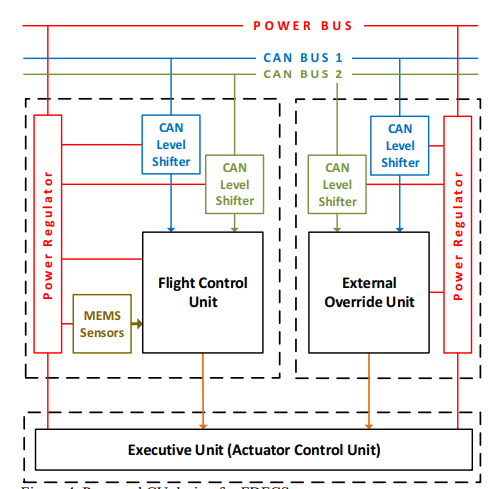 POWER BUS
CAN BUS 1
CAN BUS 2
CAN
Level
Shifter
CAN
Level
Shifter
CAN
Level
Shifter
CAN
Level
Shifter
Power Regulator
Flight Control
Unit
MEMS
Sensors
External
Override Unit
Power Regulator
Executive Unit (Actuator Control Unit)